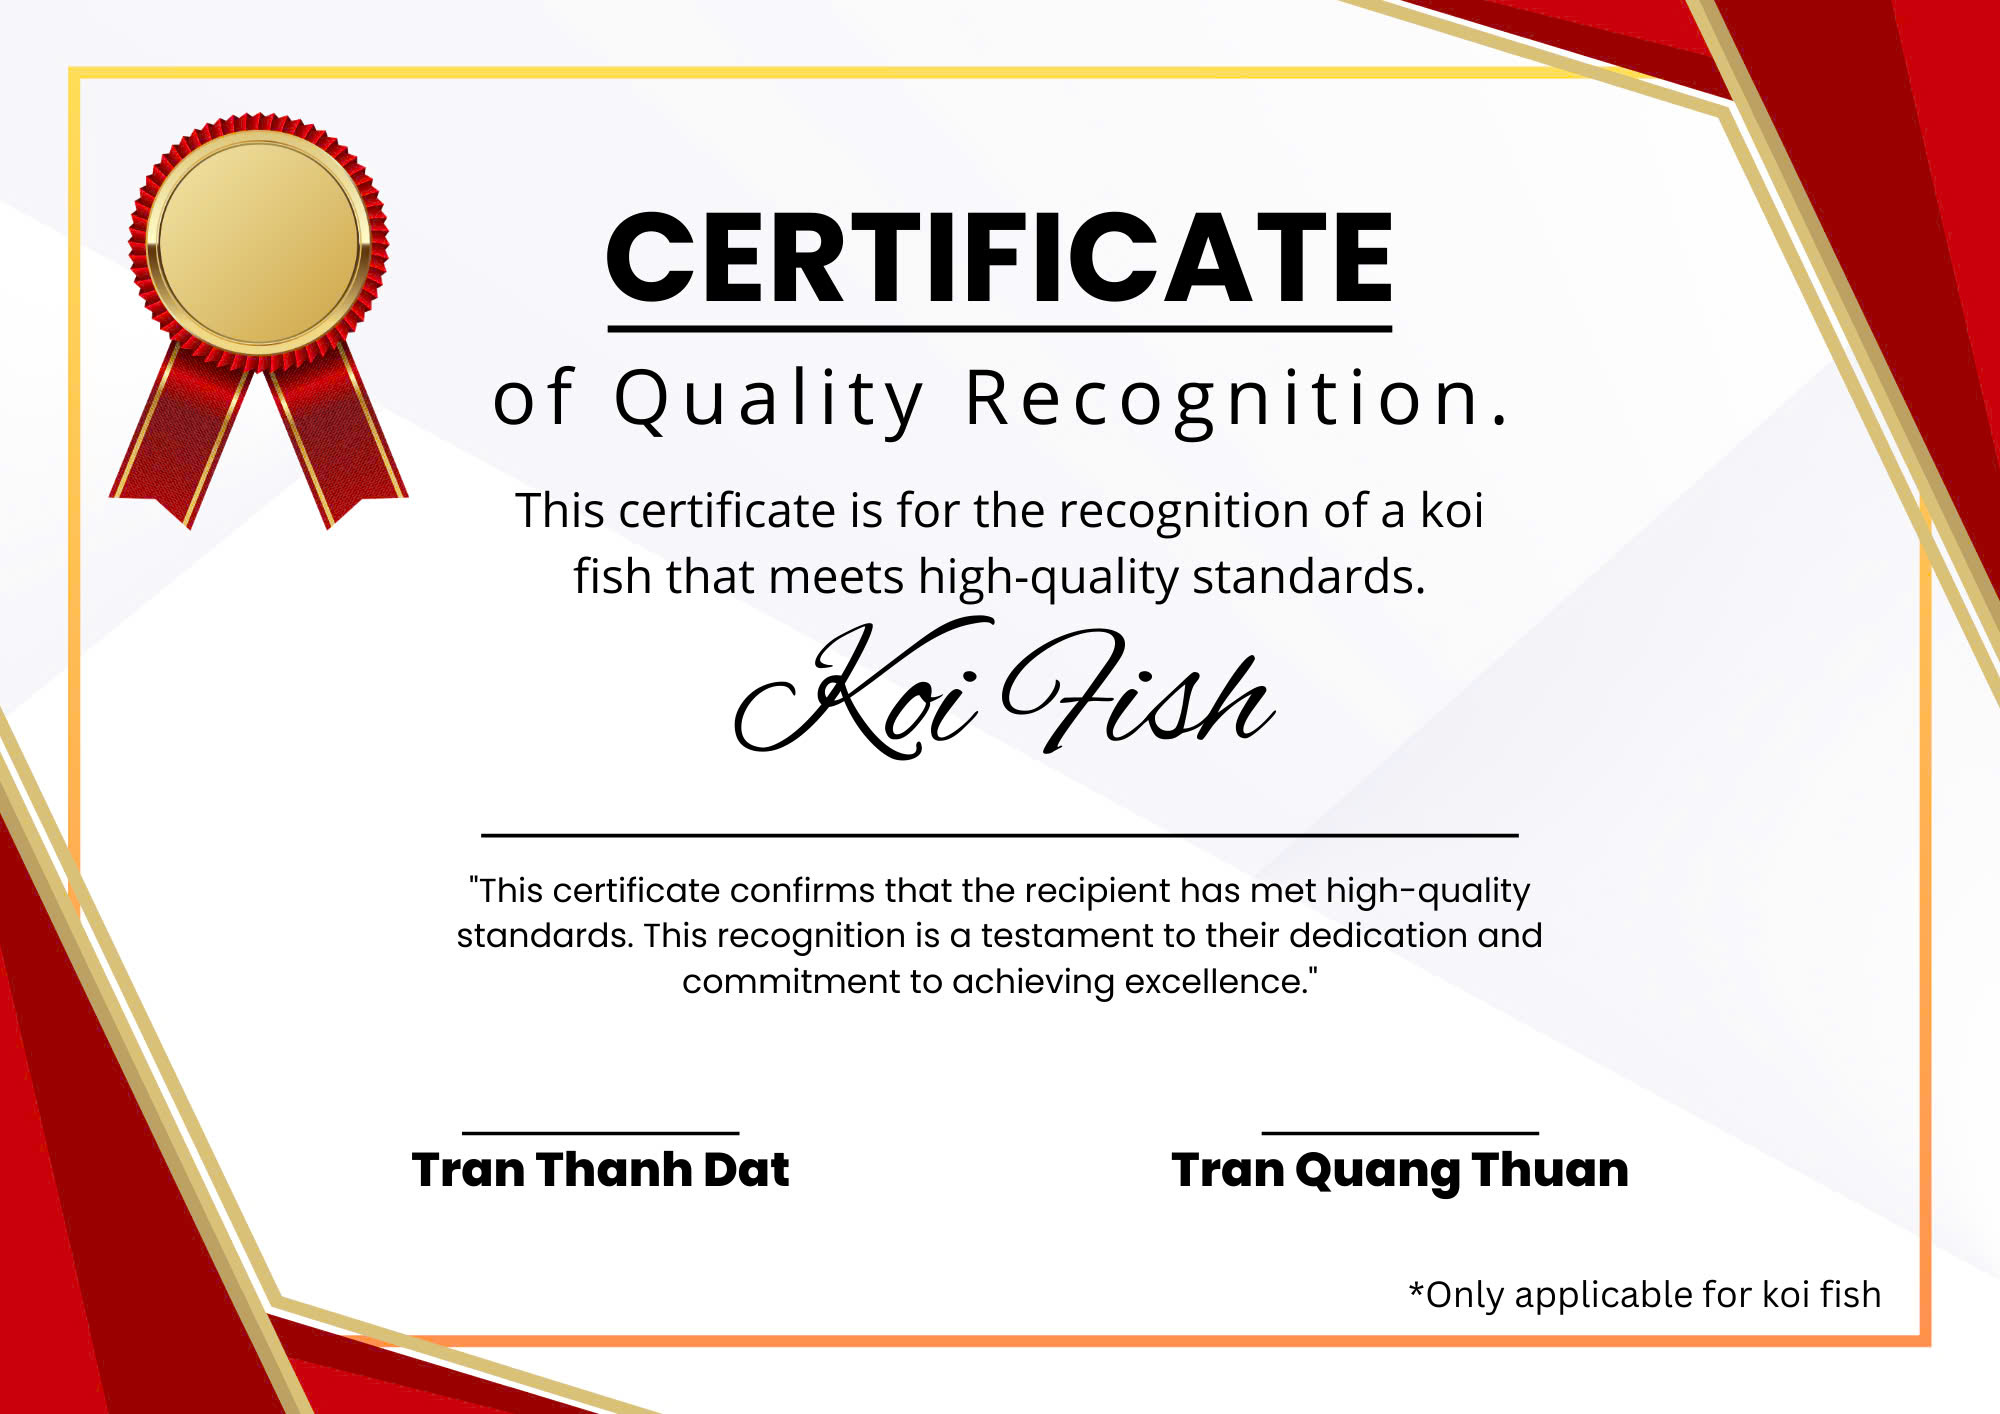 CERTIFICATE
of Quality Recognition.
This certificate is for the recognition of a koi
fish that meets high-quality standards.
Koi Fish
"This certificate confirms that the recipient has met high-quality
standards. This recognition is a testament to their dedication and
commitment to achieving excellence."
Tran Thanh Dat
Tran Quang Thuan
*Only applicable for koi fish